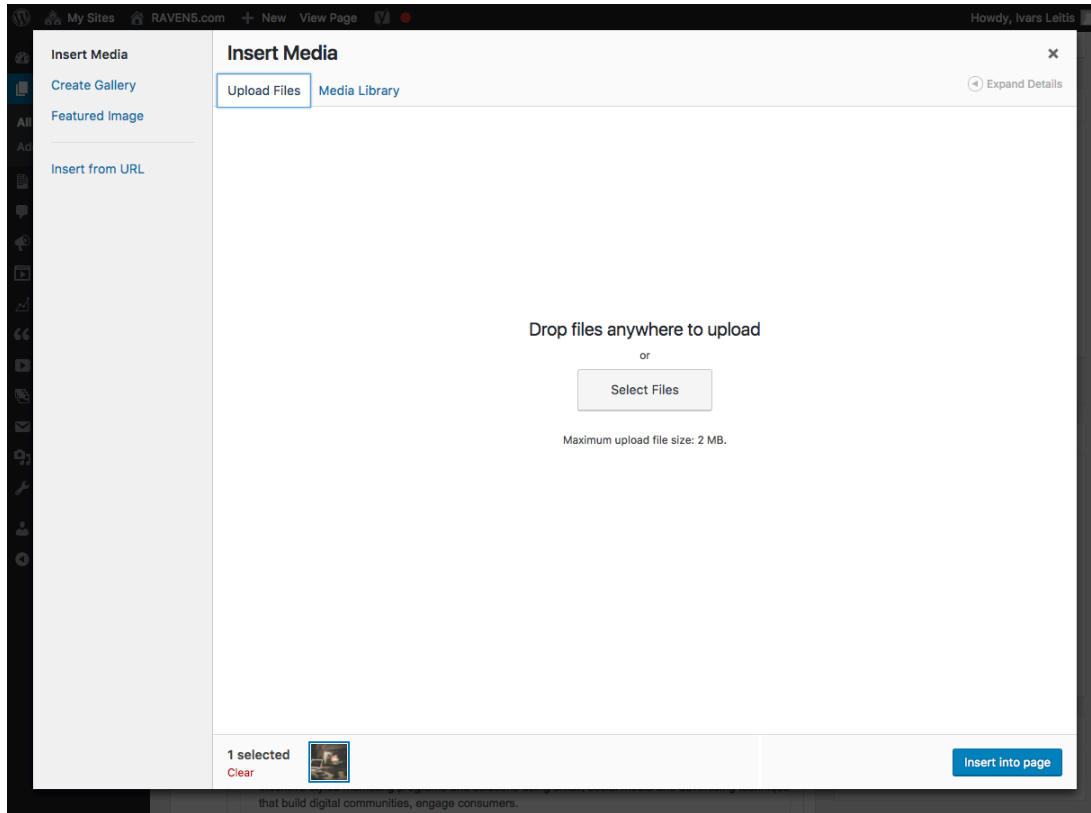 My Sites RAVEN5.com + New View Page
Howdy, Ivars Leitis
All
Ad
Insert Media
Create Gallery
Featured Image
Insert from URL
Insert Media
Upload Files Media Library
Expand Details
Drop files anywhere to upload
or
Select Files
Maximum upload file size: 2 MB.
1 selected
Clear
Insert into page
that build digital communities, engage consumers.